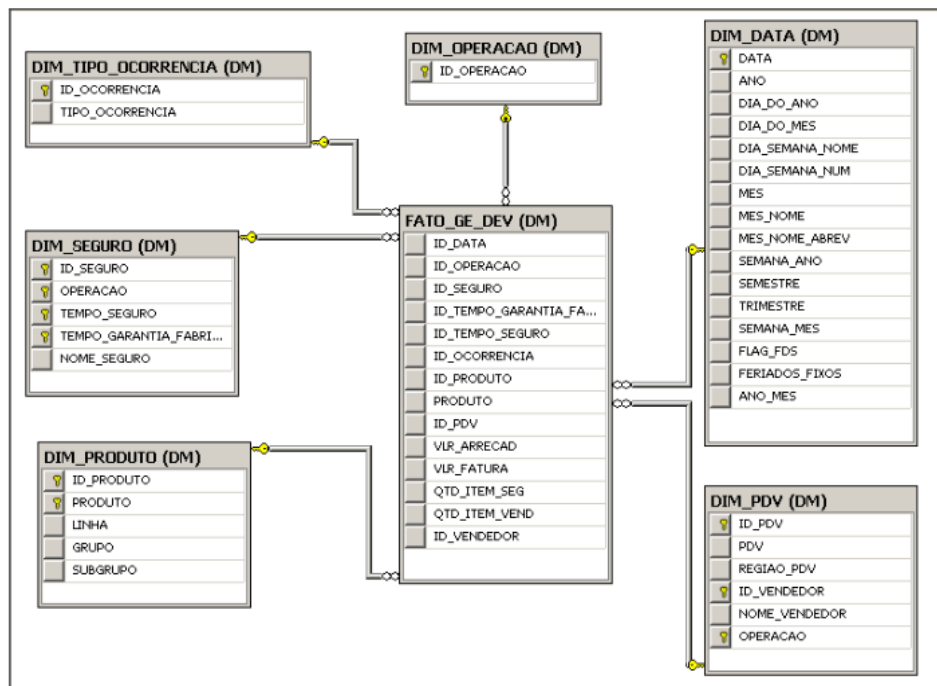 DIM_TIPO_OCORRENCIA (DM)
ID_OCORRENCIA
TIPO_OCORRENCIA
DIM_OPERACAO (DM)
ID_OPERACAO
DIM_DATA (DM)
DATA
ANO
DIA_DO_ANO
DIA_DO_MES
DIA_SEMANA_NOME
DIA_SEMANA_NUM
MES
MES_NOME
MES_NOME_ABREV
SEMANA_ANO
SEMESTRE
TRIMESTRE
SEMANA_MES
FLAG_FDS
FERIADOS_FIXOS
ANO_MES
DIM_SEGURO (DM)
ID_SEGURO
OPERACAO
TEMPO_SEGURO
TEMPO_GARANTIA_FABRI...
NOME_SEGURO
FATO_GE_DEV (DM)
ID_DATA
ID_OPERACAO
ID_SEGURO
ID_TEMPO_GARANTIA_FA...
ID_TEMPO_SEGURO
ID_OCORRENCIA
ID_PRODUTO
PRODUTO
ID_PDV
VLR_ARRECAD
VLR_FATURA
QTD_ITEM_SEG
QTD_ITEM_VEND
ID_VENDEDOR
DIM_PRODUTO (DM)
ID_PRODUTO
PRODUTO
LINHA
GRUPO
SUBGRUPO
DIM_PDV (DM)
ID_PDV
PDV
REGIAO_PDV
ID_VENDEDOR
NOME_VENDEDOR
OPERACAO